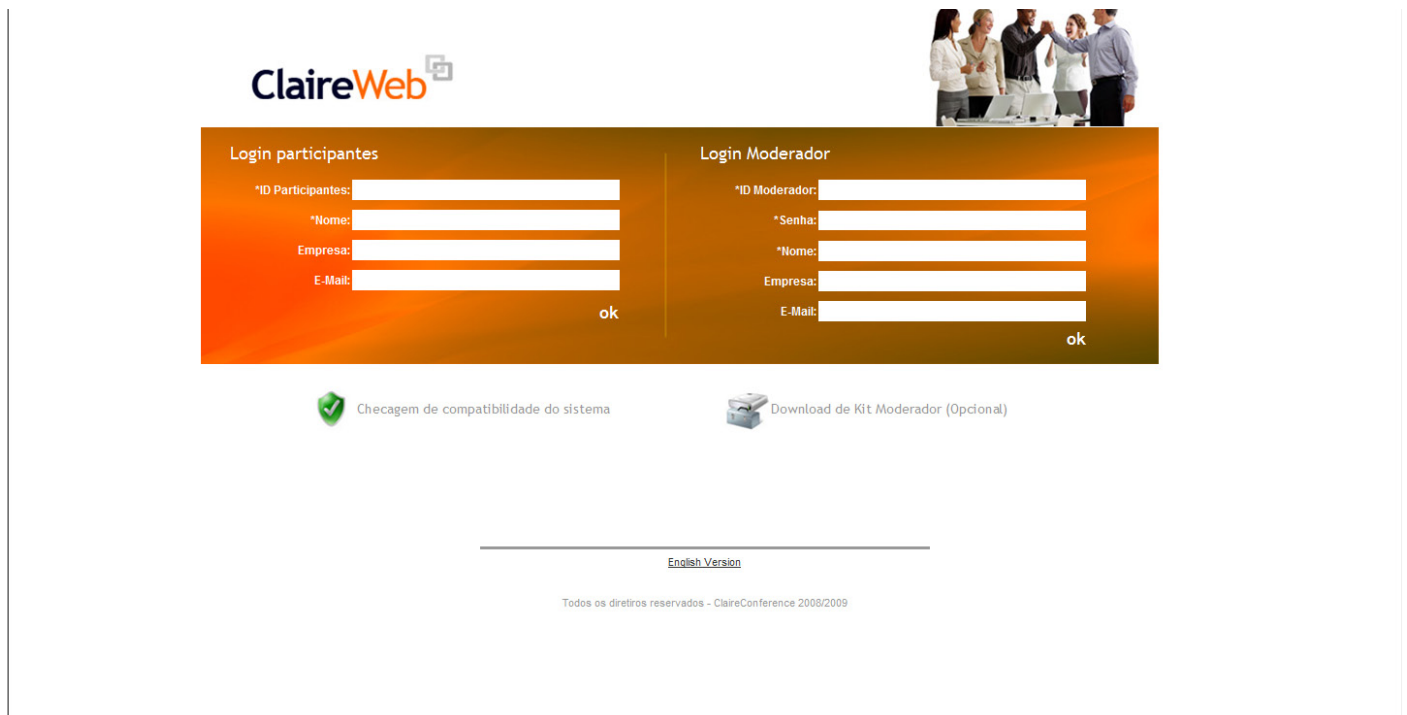 ClaireWeb
Login participantes
*ID Participantes:
*Nome:
Empresa:
E-Mail:
ok
Login Moderador
*ID Moderador:
*Senha:
*Nome:
Empresa:
E-Mail:
ok
Checagem de compatibilidade do sistema
Download de Kit Moderador (Opcional)
English Version
Todos os diretiros reservados - ClaireConference 2008/2009